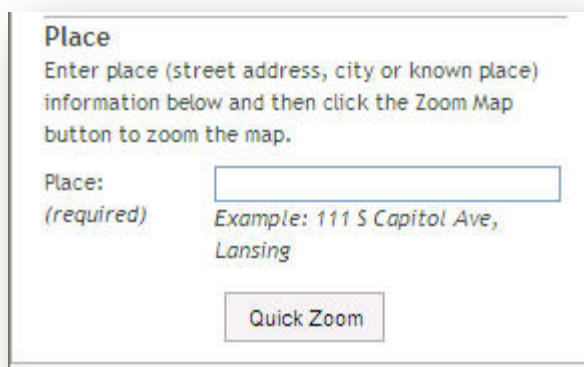 Place
Enter place (street address, city or known place)
information below and then click the Zoom Map
button to zoom the map.
Place:
(required)
Example: 111 S Capitol Ave,
Lansing
Quick Zoom